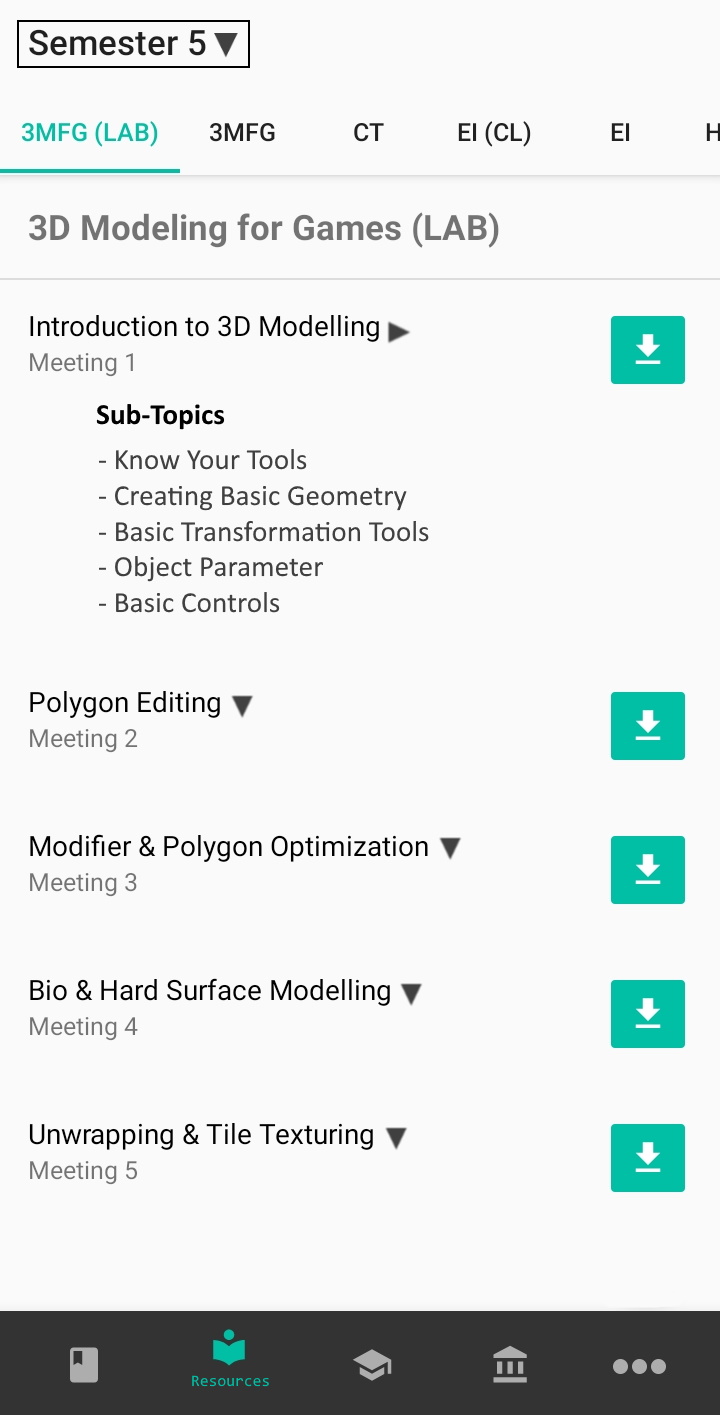 Semester 5
3MFG (LAB) 3MFG CT EI (CL) EI H
3D Modeling for Games (LAB)
Introduction to 3D Modelling
Meeting 1
Sub-Topics
- Know Your Tools
- Creating Basic Geometry
- Basic Transformation Tools
- Object Parameter
- Basic Controls
Polygon Editing
Meeting 2
Modifier & Polygon Optimization
Meeting 3
Bio & Hard Surface Modelling
Meeting 4
Unwrapping & Tile Texturing
Meeting 5
Resources